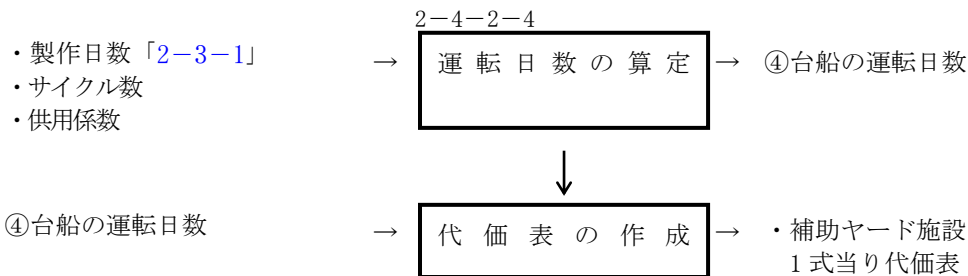 2−4−2−4
・製作日数「2−3−1」
・サイクル数
・供用係数
→
運転日数の算定
→
④台船の運転日数
↓
④台船の運転日数
→
代価表の作成
→
・補助ヤード施設
1式当り代価表